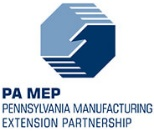 PA MEP
PENNSYLVANIA MANUFACTURING
EXTENSION PARTNERSHIP